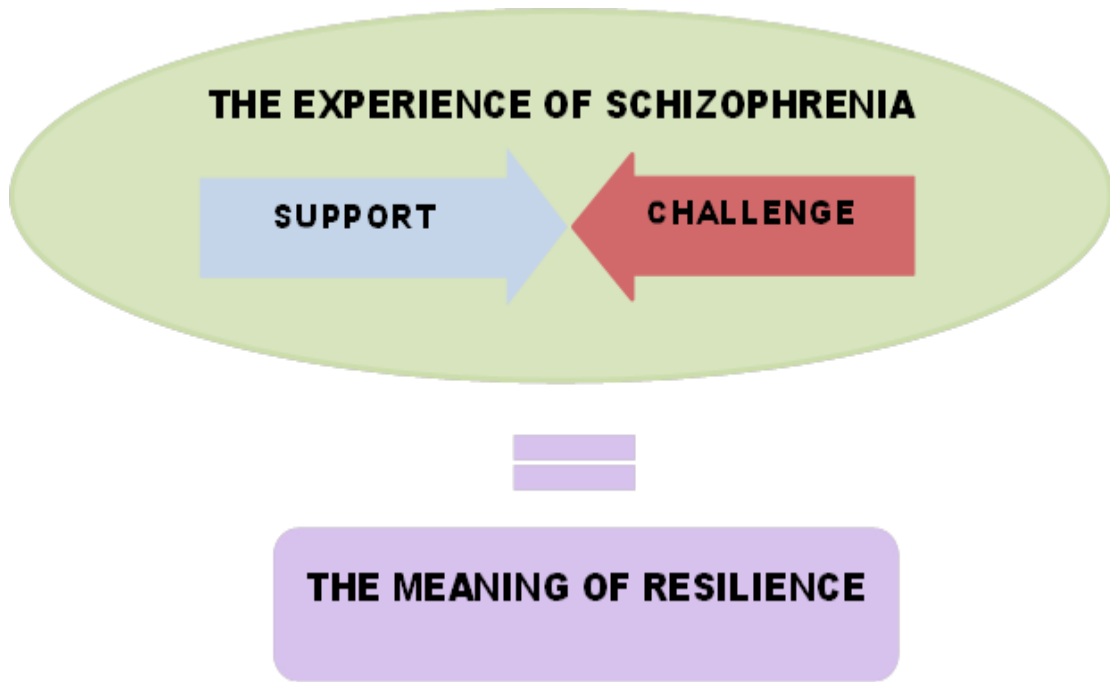 THE EXPERIENCE OF SCHIZOPHRENIA
SUPPORT
CHALLENGE
THE MEANING OF RESILIENCE